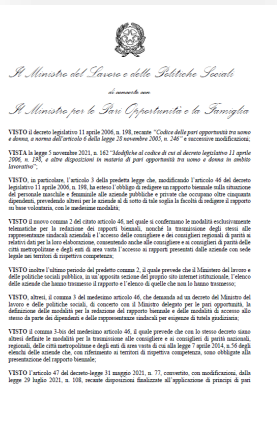 Il Ministro del Lavoro e delle Politiche Sociali
di concerto con
Il Ministro per le Pari Opportunità e la Famiglia
VISTO il decreto legislativo 11 aprile 2006, n. 198, recante "Codice delle pari opportunità tra uomo
e donna, a norma dell'articolo 6 della legge 28 novembre 2005, n. 246" e successive modificazioni;
VISTA la legge 5 novembre 2021, n. 162 "Modifiche al codice di cui al decreto legislativo 11 aprile
2006, n. 198, e altre disposizioni in materia di pari opportunità tra uomo e donna in ambito
lavorativo";
VISTO, in particolare, l'articolo 3 della predetta legge che, modificando l'articolo 46 del decreto
legislativo 11 aprile 2006, n. 198, ha esteso l'obbligo di redigere un rapporto biennale sulla situazione
del personale maschile e femminile alle aziende pubbliche e private che occupano oltre cinquanta
dipendenti, prevedendo altresì per le aziende al di sotto di tale soglia la facoltà di redigere il rapporto
su base volontaria, con le medesime modalità;
VISTO il nuovo comma 2 del citato articolo 46, nel quale si confermano le modalità esclusivamente
telematiche per la redazione dei rapporti biennali, nonché la trasmissione degli stessi alle
rappresentanze sindacali aziendali e l'accesso delle consigliere e dei consiglieri regionali di parità ai
relativi dati per la loro elaborazione, consentendo anche alle consigliere e ai consiglieri di parità delle
città metropolitane e degli enti di area vasta l'accesso ai rapporti presentati dalle aziende con sede
legale nei territori di rispettiva competenza;
VISTO inoltre l'ultimo periodo del predetto comma 2, il quale prevede che il Ministero del lavoro e
delle politiche sociali pubblica, in un'apposita sezione del proprio sito internet istituzionale, l'elenco
delle aziende che hanno trasmesso il rapporto e l'elenco di quelle che non lo hanno trasmesso;
VISTO, altresì, il comma 3 del medesimo articolo 46, che demanda ad un decreto del Ministro del
lavoro e delle politiche sociali, di concerto con il Ministro delegato per le pari opportunità, la
definizione delle modalità per la redazione del rapporto biennale e delle modalità di accesso allo
stesso da parte dei dipendenti e delle rappresentanze sindacali per esigenze di tutela giudiziaria;
VISTO il comma 3-bis del medesimo articolo 46, il quale prevede che con lo stesso decreto siano
altresì definite le modalità per la trasmissione alle consigliere e ai consiglieri di parità nazionali,
regionali, delle città metropolitane e degli enti di area vasta di cui alla legge 7 aprile 2014, n.56 degli
elenchi delle aziende che, con riferimento ai territori di rispettiva competenza, sono obbligate alla
presentazione del rapporto biennale;
VISTO l'articolo 47 del decreto-legge 31 maggio 2021, n. 77, convertito, con modificazioni, dalla
legge 29 luglio 2021, n. 108, recante disposizioni finalizzate all'applicazione di principi di pari